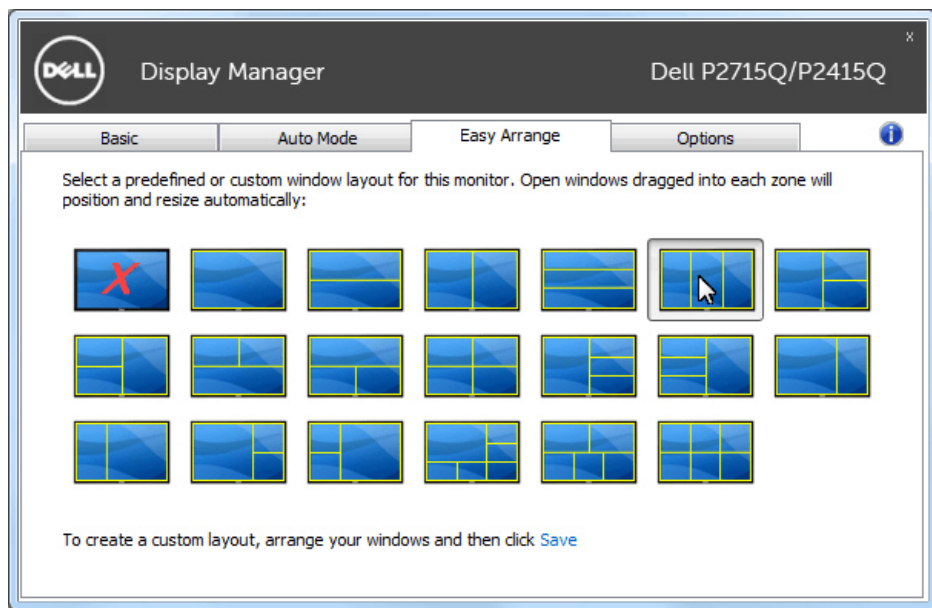 x
DELL
Display Manager
Dell P2715Q/P2415Q
Basic
Auto Mode
Easy Arrange
Options
i
Select a predefined or custom window layout for this monitor. Open windows dragged into each zone will
position and resize automatically:
X
To create a custom layout, arrange your windows and then click Save